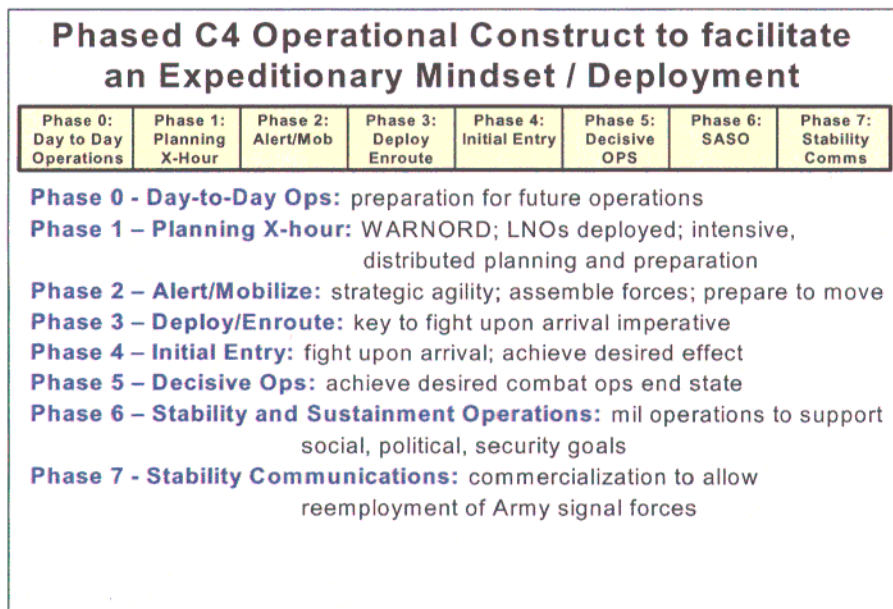 Phased C4 Operational Construct to facilitate
an Expeditionary Mindset / Deployment
Phase 0: Day to Day Operations
Phase 1: Planning X-Hour
Phase 2: Alert/Mob
Phase 3: Deploy Enroute
Phase 4: Initial Entry
Phase 5: Decisive OPS
Phase 6: SASO
Phase 7: Stability Comms
Phase 0 - Day-to-Day Ops: preparation for future operations
Phase 1 – Planning X-hour: WARNORD; LNOs deployed; intensive,
distributed planning and preparation
Phase 2 – Alert/Mobilize: strategic agility; assemble forces; prepare to move
Phase 3 – Deploy/Enroute: key to fight upon arrival imperative
Phase 4 – Initial Entry: fight upon arrival; achieve desired effect
Phase 5 – Decisive Ops: achieve desired combat ops end state
Phase 6 – Stability and Sustainment Operations: mil operations to support
social, political, security goals
Phase 7 - Stability Communications: commercialization to allow
reemployment of Army signal forces